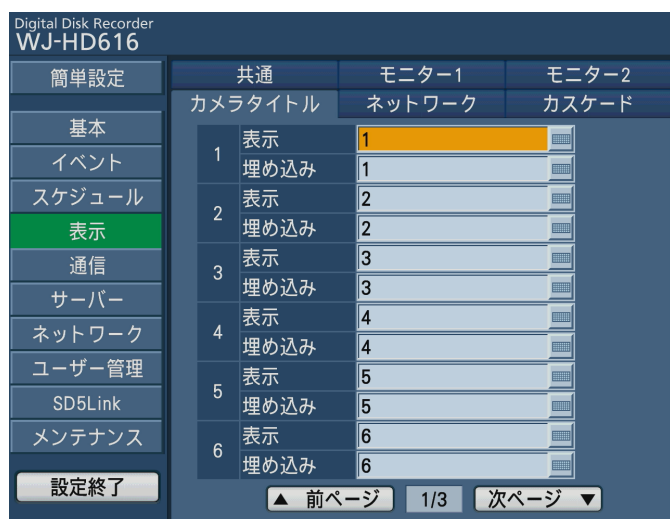 Digital Disk Recorder
WJ-HD616
簡単設定
基本
イベント
スケジュール
表示
通信
サーバー
ネットワーク
ユーザー管理
SD5Link
メンテナンス
設定終了
共通 モニター1 モニター2
カメラタイトル ネットワーク カスケード
1 表示 1
埋め込み 1
2 表示 2
埋め込み 2
3 表示 3
埋め込み 3
4 表示 4
埋め込み 4
5 表示 5
埋め込み 5
6 表示 6
埋め込み 6
▲ 前ページ 1/3 次ページ ▼